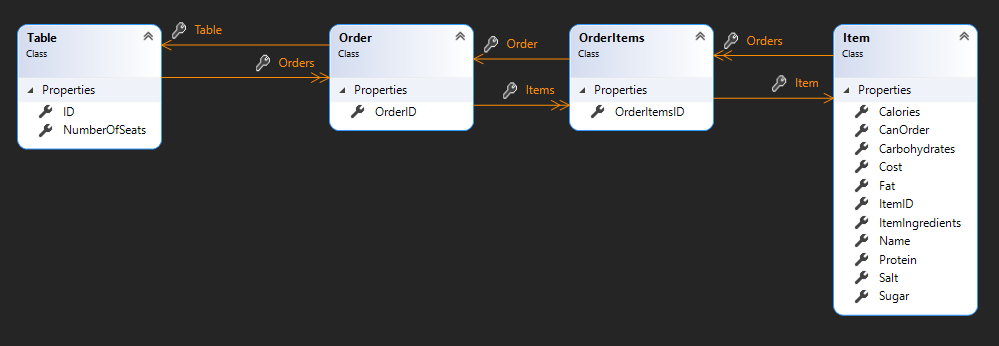 Table
Class
Properties
ID
NumberOfSeats
Table
Orders
Order
Class
Properties
OrderID
Order
Items
OrderItems
Class
Properties
OrderItemsID
Orders
Item
Item
Class
Properties
Calories
CanOrder
Carbohydrates
Cost
Fat
ItemID
ItemIngredients
Name
Protein
Salt
Sugar